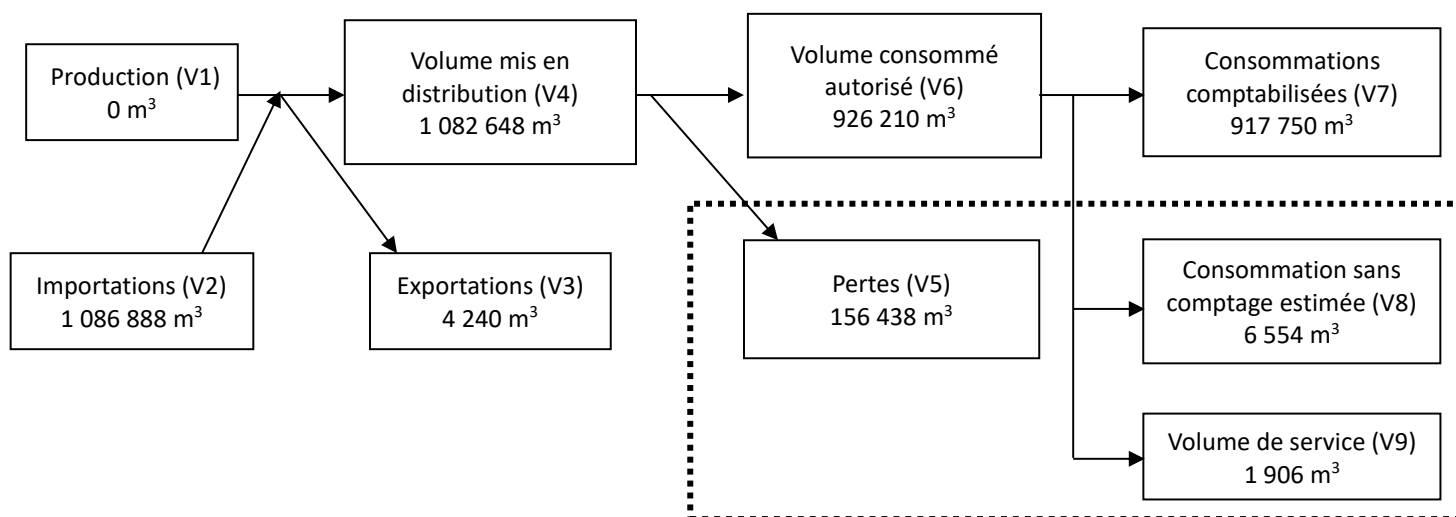 Production (V1)
0 m³
Volume mis en
distribution (V4)
1 082 648 m³
Volume consommé
autorisé (V6)
926 210 m³
Consommations
comptabilisées (V7)
917 750 m³
Importations (V2)
1 086 888 m³
Exportations (V3)
4 240 m³
Pertes (V5)
156 438 m³
Consommation sans
comptage estimée (V8)
6 554 m³
Volume de service (V9)
1 906 m³